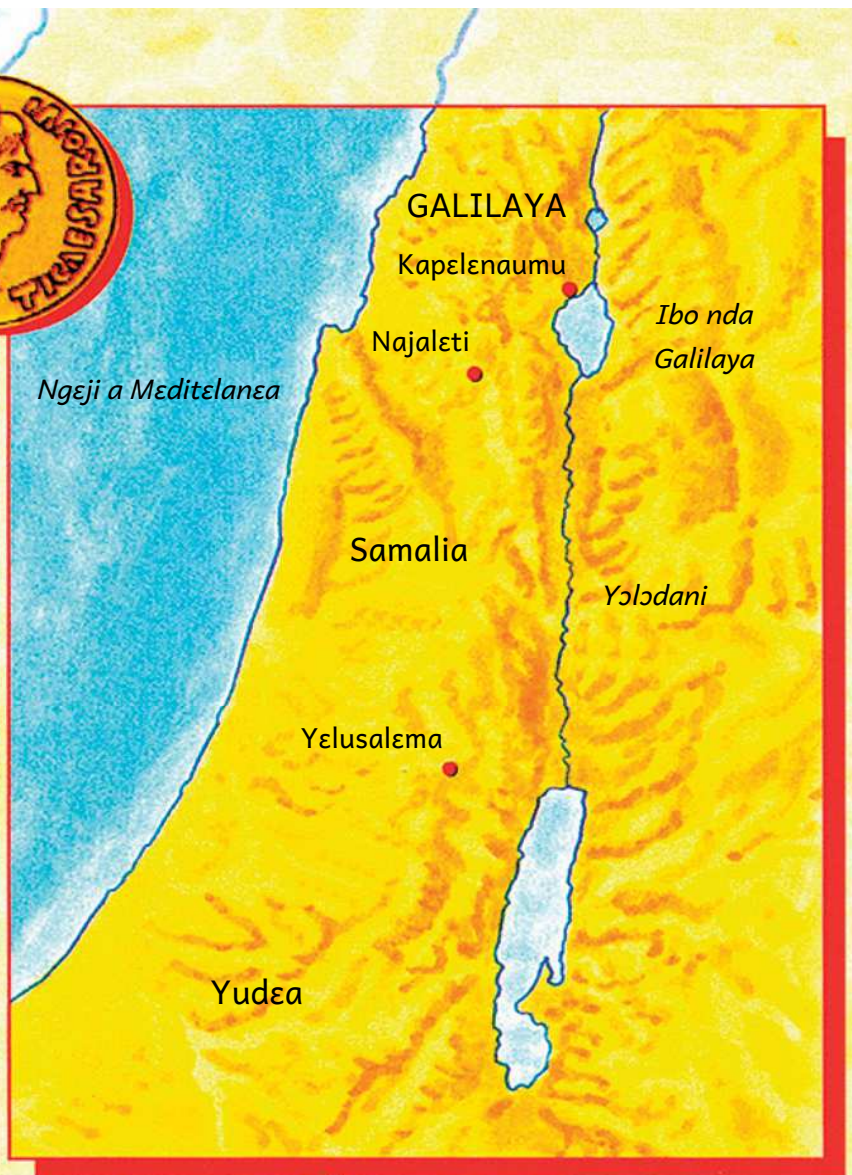 GALILAYA
Kapɛlɛnaumu
Ibo nda
Galilaya
Najalɛti
Ngɛji a Mɛditɛlanɛa
Samalia
Yɔlɔdani
Yɛlusalɛma
Yudɛa